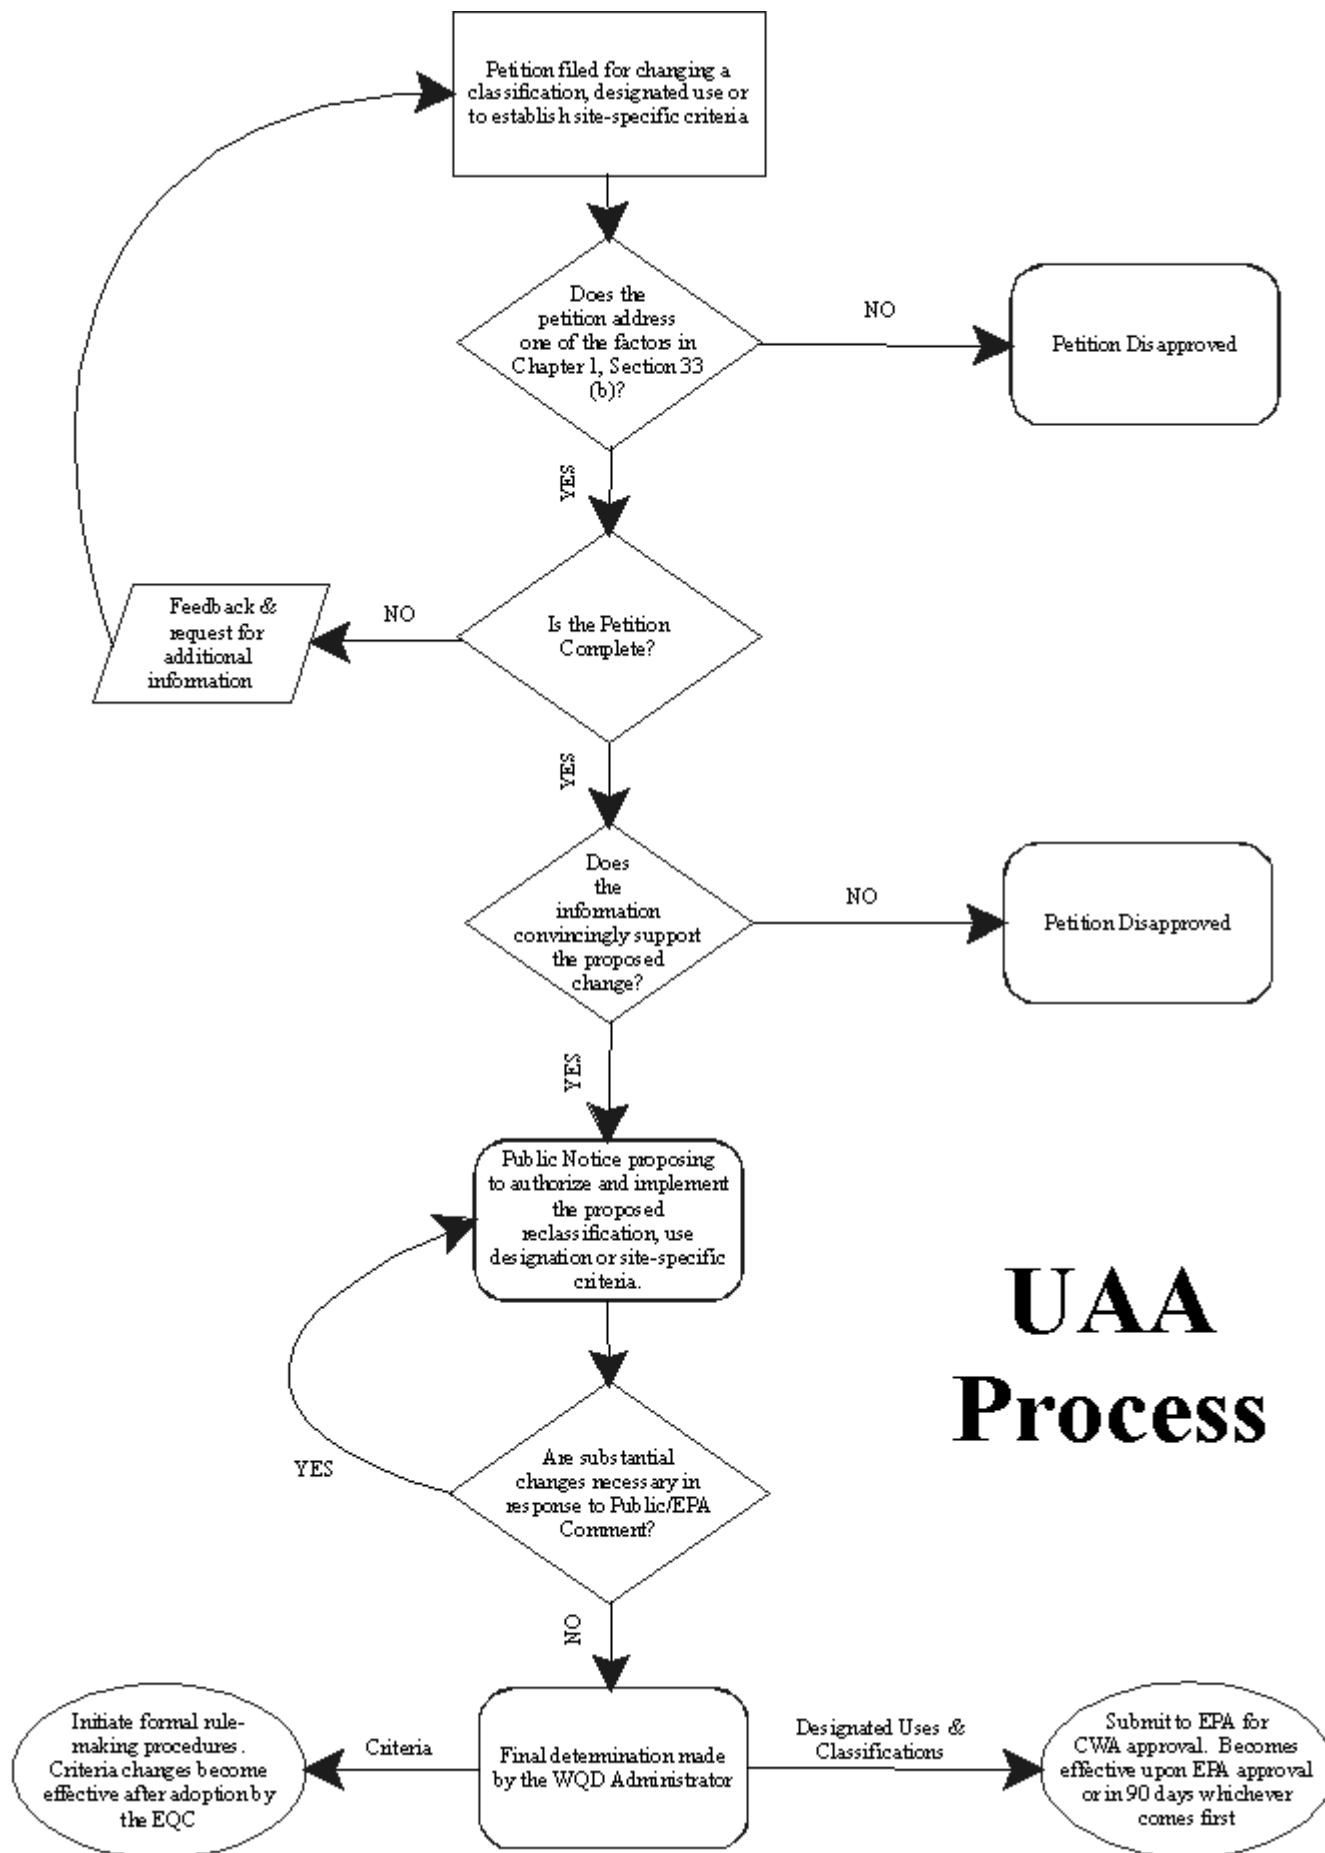 Petition filed for changing a
classification, designated use or
to establish site-specific criteria
Does the
petition address
one of the factors in
Chapter 1, Section 33
(b)?
NO
Petition Disapproved
YES
Is the Petition
Complete?
NO
Feedback &
request for
additional
information
YES
Does
the
information
convincingly support
the proposed
change?
NO
Petition Disapproved
YES
Public Notice proposing
to authorize and implement
the proposed
reclassification, use
designation or site-specific
criteria.
UAA
Process
Are substantial
changes necessary in
response to Public/EPA
Comment?
YES
NO
Final determination made
by the WQD Administrator
Criteria
Initiate formal rule-
making procedures.
Criteria changes become
effective after adoption by
the EQC
Designated Uses &
Classifications
Submit to EPA for
CWA approval. Becomes
effective upon EPA approval
or in 90 days whichever
comes first